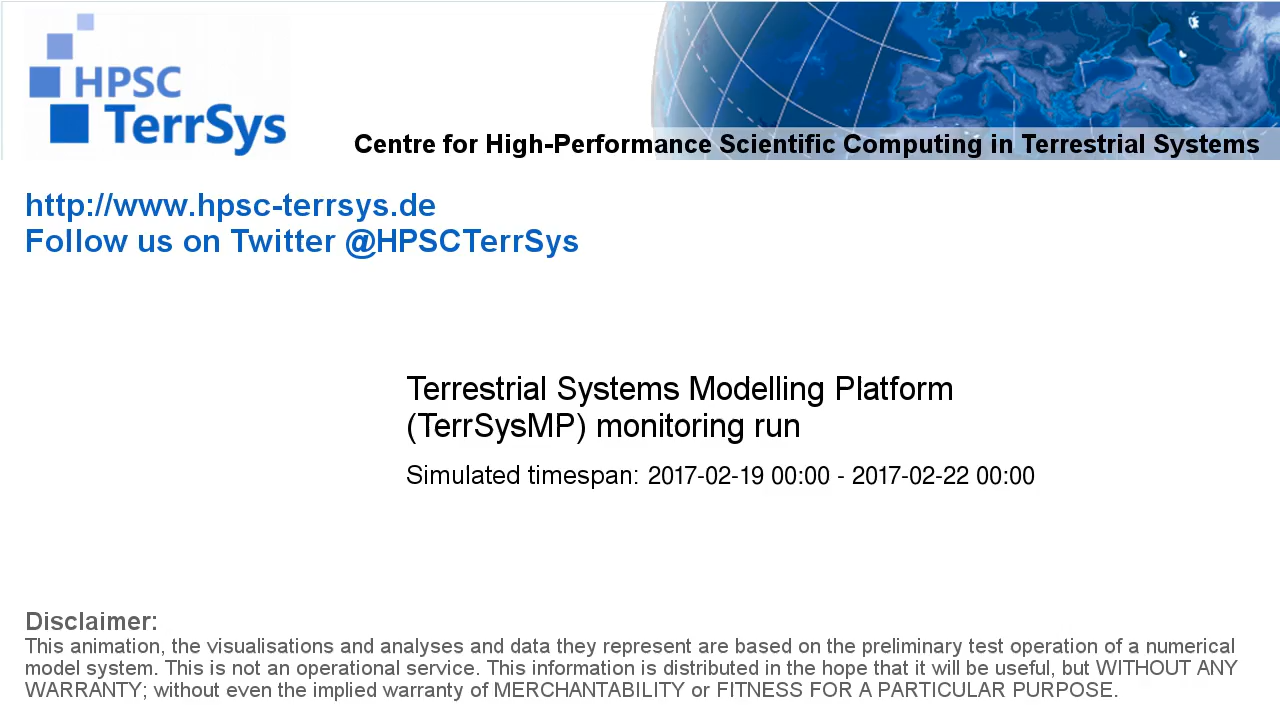 HPSC
TerrSys
Centre for High-Performance Scientific Computing in Terrestrial Systems
http://www.hpsc-terrsys.de
Follow us on Twitter @HPSCTerrSys
Terrestrial Systems Modelling Platform
(TerrSysMP) monitoring run
Simulated timespan: 2017-02-19 00:00 - 2017-02-22 00:00
Disclaimer:
This animation, the visualisations and analyses and data they represent are based on the preliminary test operation of a numerical
model system. This is not an operational service. This information is distributed in the hope that it will be useful, but WITHOUT ANY
WARRANTY; without even the implied warranty of MERCHANTABILITY or FITNESS FOR A PARTICULAR PURPOSE.